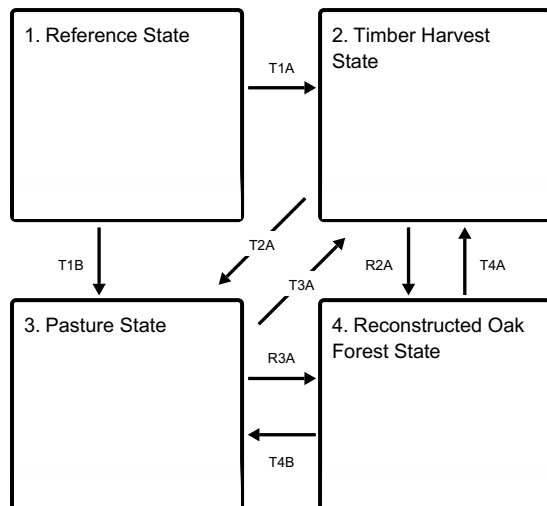 1. Reference State
2. Timber Harvest
State
T1A
T1B
T2A
T3A
R2A
T4A
3. Pasture State
4. Reconstructed Oak
Forest State
R3A
T4B